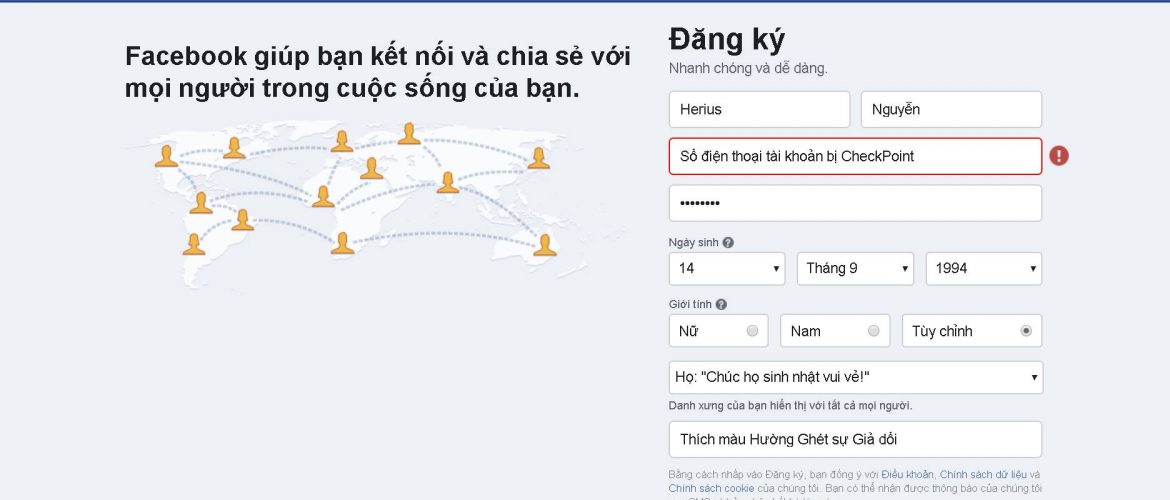 Facebook giúp bạn kết nối và chia sẻ với
mọi người trong cuộc sống của bạn.
Đăng ký
Nhanh chóng và dễ dàng.
Herius
Nguyễn
Số điện thoại tài khoản bị CheckPoint
••••••••
Ngày sinh
14
Tháng 9
1994
Giới tính
Nữ
Nam
Tùy chỉnh
Họ: "Chúc họ sinh nhật vui vẻ!"
Danh xưng của bạn hiển thị với tất cả mọi người.
Thích màu Hường Ghét sự Giả dối
Bằng cách nhấp vào Đăng ký, bạn đồng ý với Điều khoản, Chính sách dữ liệu và
Chính sách cookie của chúng tôi. Bạn có thể nhận được thông báo của chúng tôi